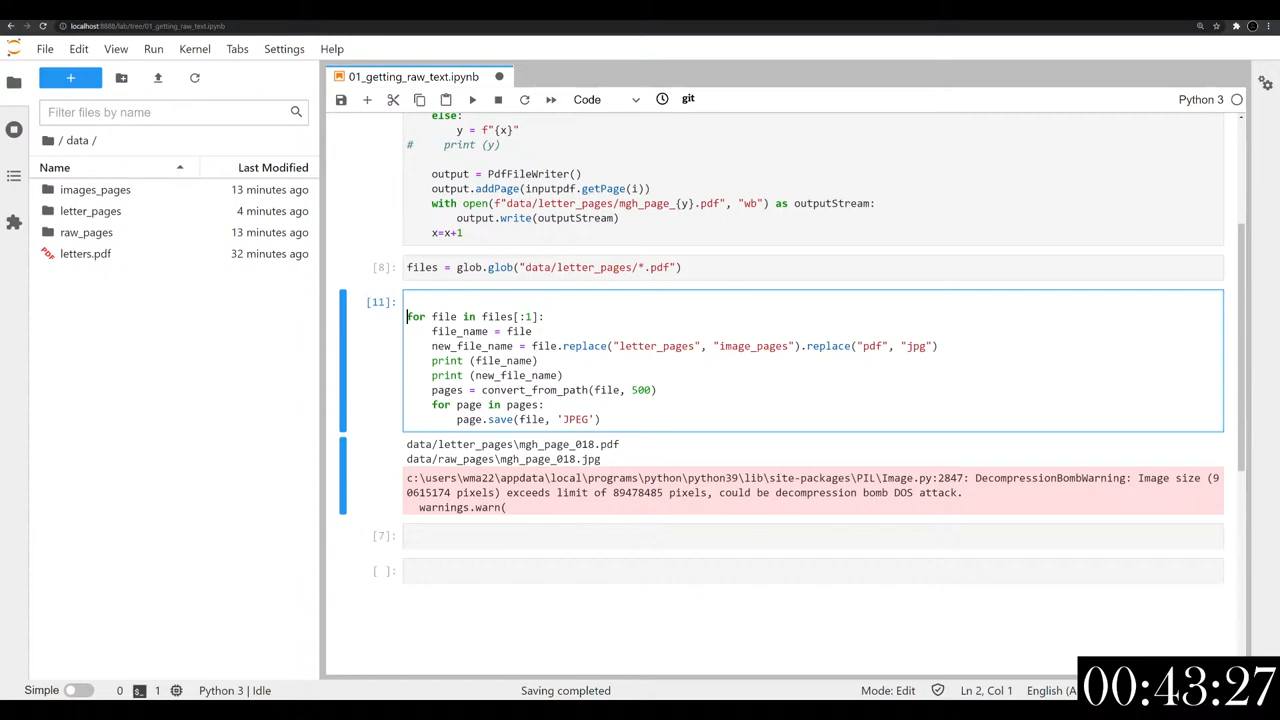 localhost:8888/lab/tree/01_getting_raw_text.ipynb
File Edit View Run Kernel Tabs Settings Help
Filter files by name
/ data /
Name Last Modified
images_pages 13 minutes ago
letter_pages 4 minutes ago
raw_pages 13 minutes ago
PDF letters.pdf 32 minutes ago
01_getting_raw_text.ipynb
Code git Python 3
else:
y = f"{x}"
# print (y)
output = PdfFileWriter()
output.addPage(inputpdf.getPage(i))
with open(f"data/letter_pages/mgh_page_{y}.pdf", "wb") as outputStream:
output.write(outputStream)
x=x+1
[8]: files = glob.glob("data/letter_pages/*.pdf")
[11]:
for file in files[:1]:
file_name = file
new_file_name = file.replace("letter_pages", "image_pages").replace("pdf", "jpg")
print (file_name)
print (new_file_name)
pages = convert_from_path(file, 500)
for page in pages:
page.save(file, 'JPEG')
data/letter_pages\mgh_page_018.pdf
data/raw_pages\mgh_page_018.jpg
c:\users\wma22\appdata\local\programs\python\python39\lib\site-packages\PIL\Image.py:2847: DecompressionBombWarning: Image size (9
0615174 pixels) exceeds limit of 89478485 pixels, could be decompression bomb DOS attack.
warnings.warn(
[7]:
[ ]:
Simple 0 $_ 1 Python 3 | Idle Saving completed Mode: Edit Ln 2, Col 1 English (A
00:43:27